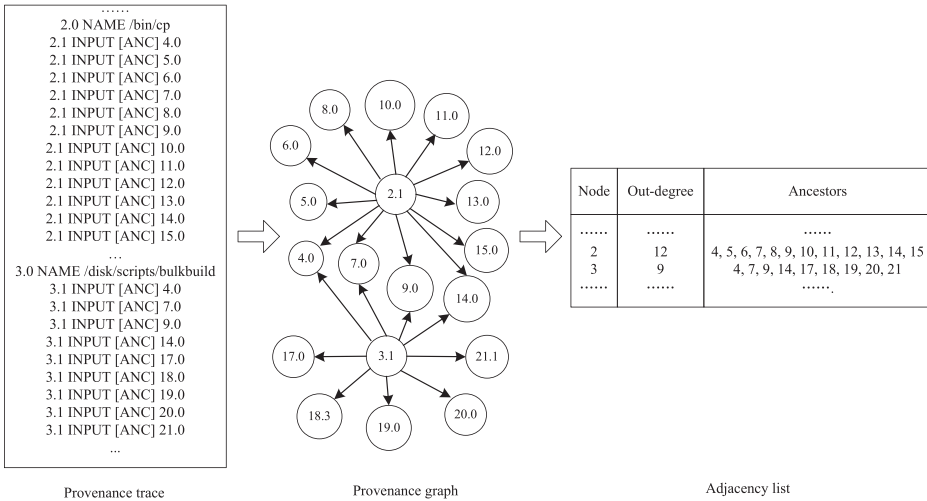 ......
2.0 NAME /bin/cp
2.1 INPUT [ANC] 4.0
2.1 INPUT [ANC] 5.0
2.1 INPUT [ANC] 6.0
2.1 INPUT [ANC] 7.0
2.1 INPUT [ANC] 8.0
2.1 INPUT [ANC] 9.0
2.1 INPUT [ANC] 10.0
2.1 INPUT [ANC] 11.0
2.1 INPUT [ANC] 12.0
2.1 INPUT [ANC] 13.0
2.1 INPUT [ANC] 14.0
2.1 INPUT [ANC] 15.0
...
3.0 NAME /disk/scripts/bulkbuild
3.1 INPUT [ANC] 4.0
3.1 INPUT [ANC] 7.0
3.1 INPUT [ANC] 9.0
3.1 INPUT [ANC] 14.0
3.1 INPUT [ANC] 17.0
3.1 INPUT [ANC] 18.0
3.1 INPUT [ANC] 19.0
3.1 INPUT [ANC] 20.0
3.1 INPUT [ANC] 21.0
...
Provenance trace
8.0
10.0
11.0
6.0
12.0
5.0
2.1
13.0
4.0
7.0
15.0
9.0
14.0
17.0
3.1
21.1
18.3
19.0
20.0
Provenance graph
Node Out-degree Ancestors
...... ...... ......
2 12 4, 5, 6, 7, 8, 9, 10, 11, 12, 13, 14, 15
3 9 4, 7, 9, 14, 17, 18, 19, 20, 21
...... ...... .......
Adjacency list